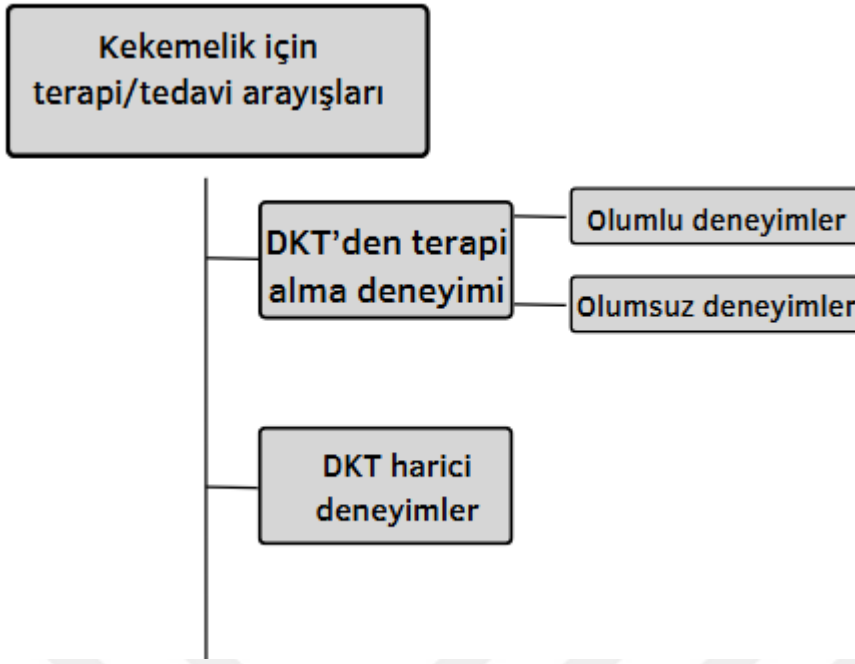 Kekemelik için
terapi/tedavi arayışları
DKT'den terapi
alma deneyimi
Olumlu deneyimler
Olumsuz deneyimler
DKT harici
deneyimler